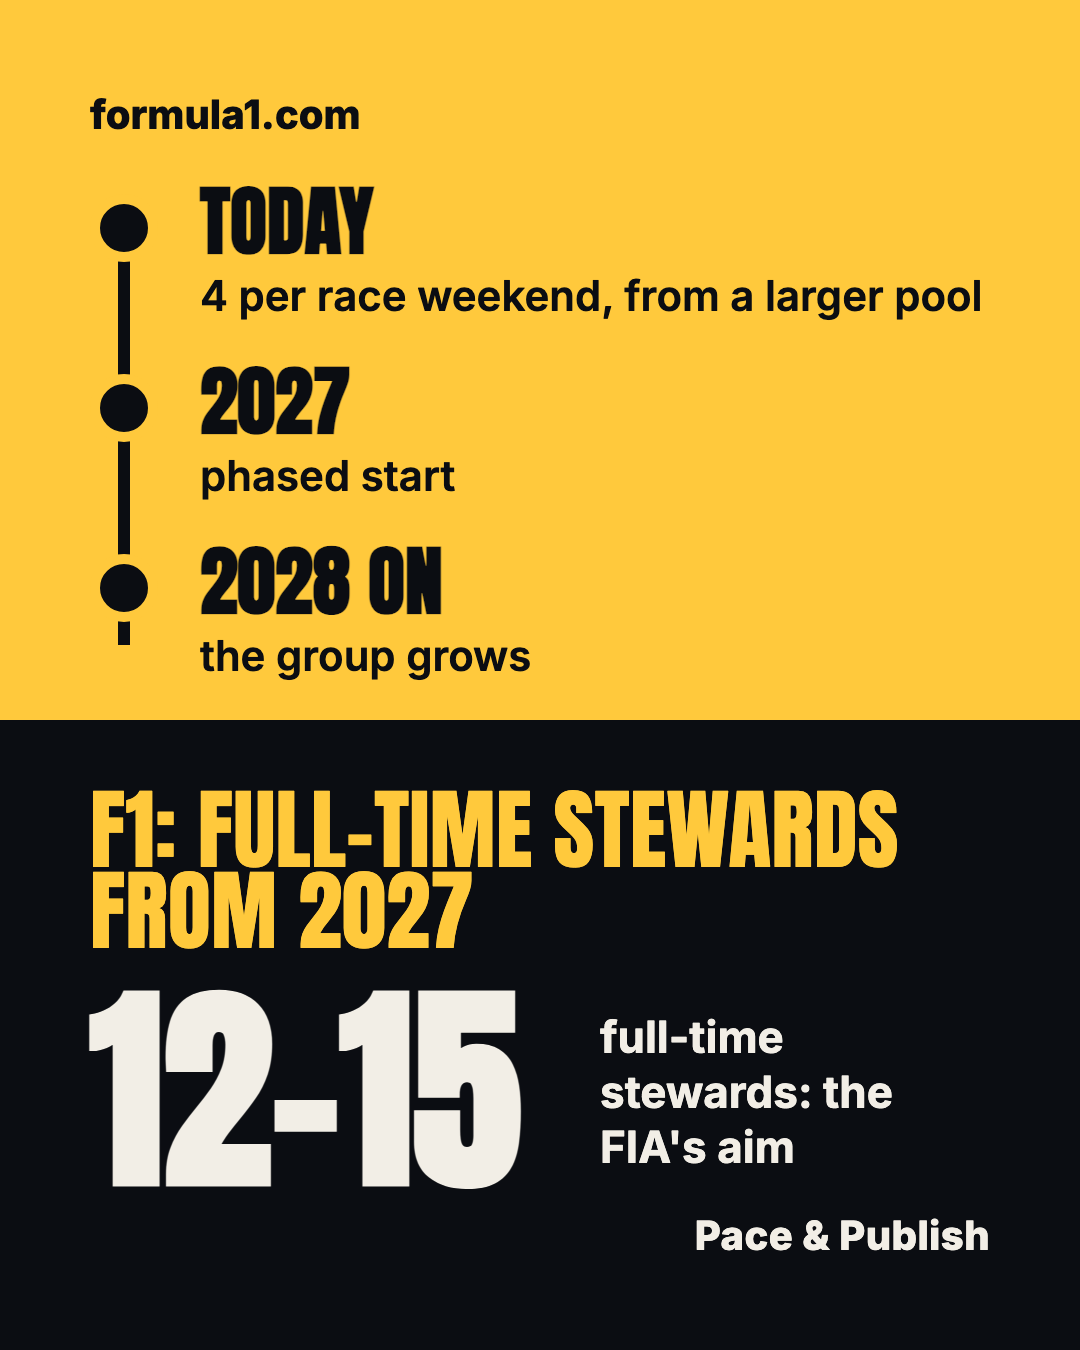 formula1.com
TODAY
4 per race weekend, from a larger pool
2027
phased start
2028 ON
the group grows
F1: FULL-TIME STEWARDS
FROM 2027
12-15
full-time
stewards: the
FIA's aim
Pace & Publish